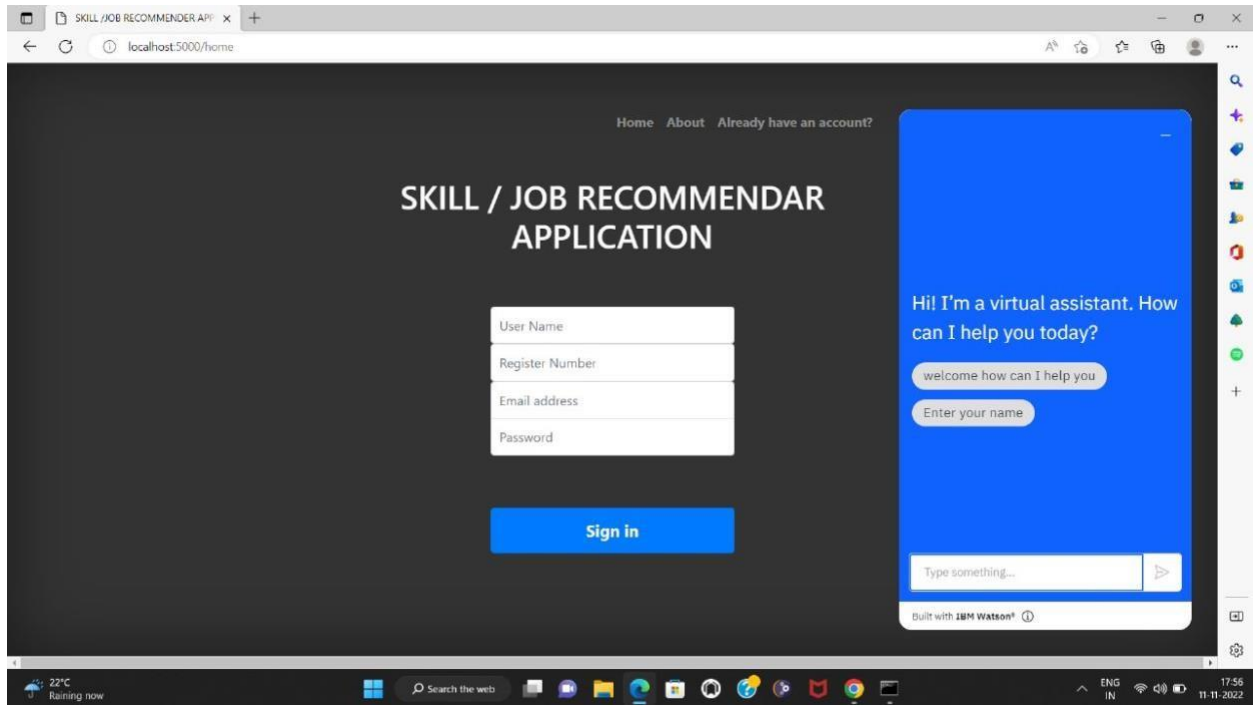 SKILL /JOB RECOMMENDER APP
localhost:5000/home
Home About Already have an account?
SKILL / JOB RECOMMENDAR
APPLICATION
User Name
Register Number
Email address
Password
Sign in
Hi! I'm a virtual assistant. How
can I help you today?
welcome how can I help you
Enter your name
Type something...
Built with IBM Watson®
22°C
Raining now
Search the web
ENG
IN
17:56
11-11-2022